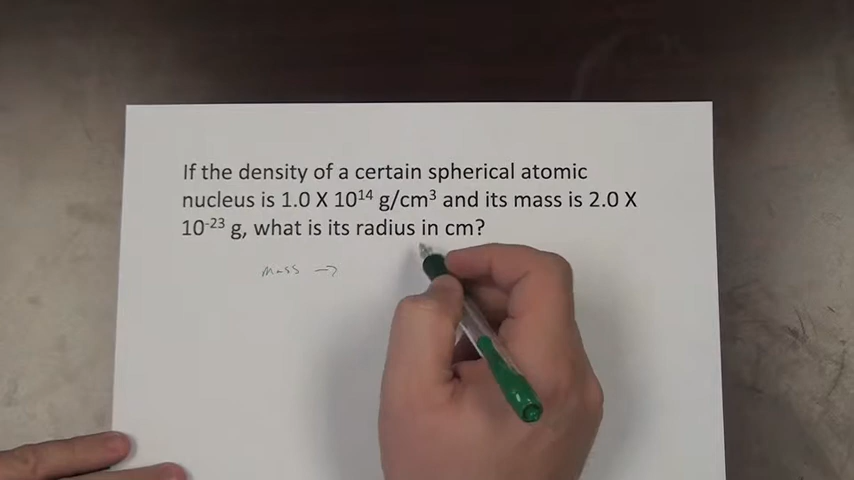 If the density of a certain spherical atomic
nucleus is 1.0 X 10¹⁴ g/cm³ and its mass is 2.0 X
10⁻²³ g, what is its radius in cm?
mass →